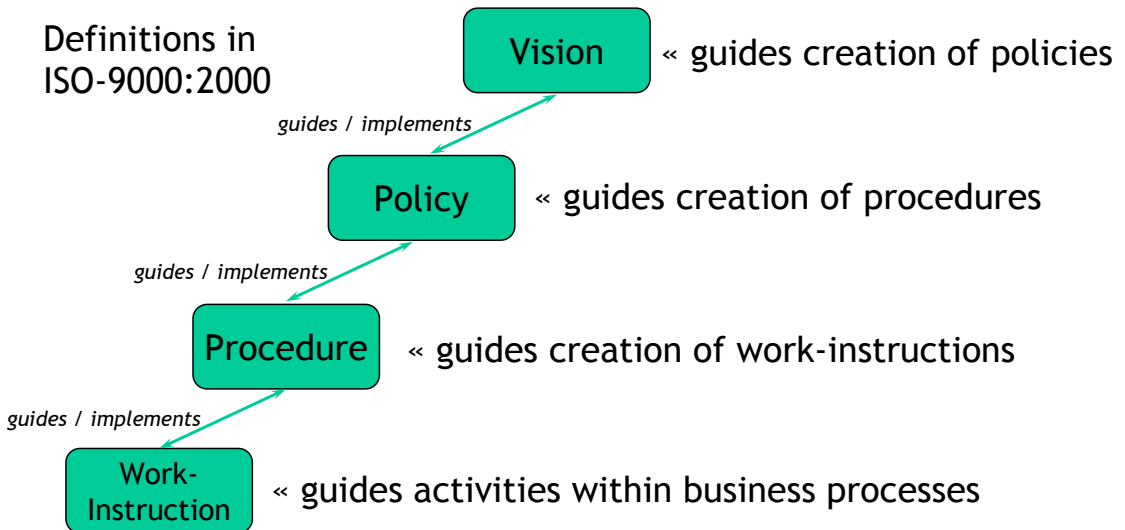 Definitions in
ISO-9000:2000
Vision
« guides creation of policies
guides / implements
Policy
« guides creation of procedures
guides / implements
Procedure
« guides creation of work-instructions
guides / implements
Work-
Instruction
« guides activities within business processes